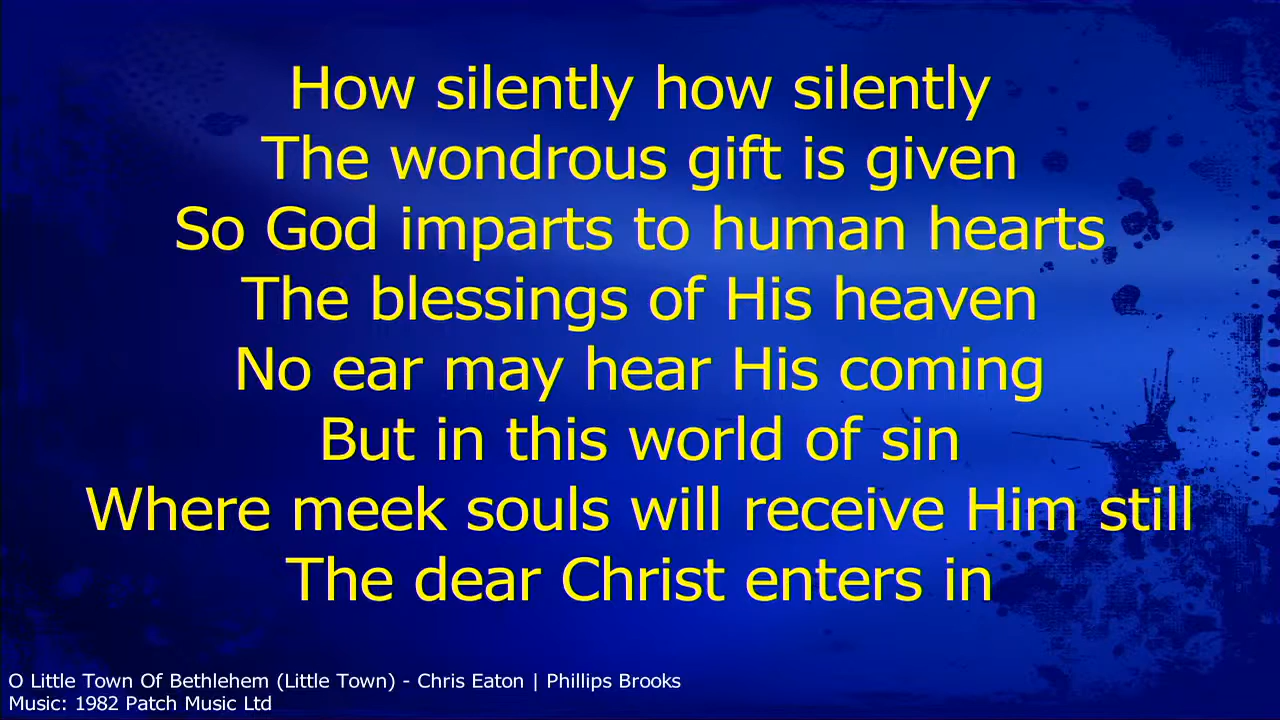 How silently how silently
The wondrous gift is given
So God imparts to human hearts
The blessings of His heaven
No ear may hear His coming
But in this world of sin
Where meek souls will receive Him still
The dear Christ enters in
O Little Town Of Bethlehem (Little Town) - Chris Eaton | Phillips Brooks
Music: 1982 Patch Music Ltd